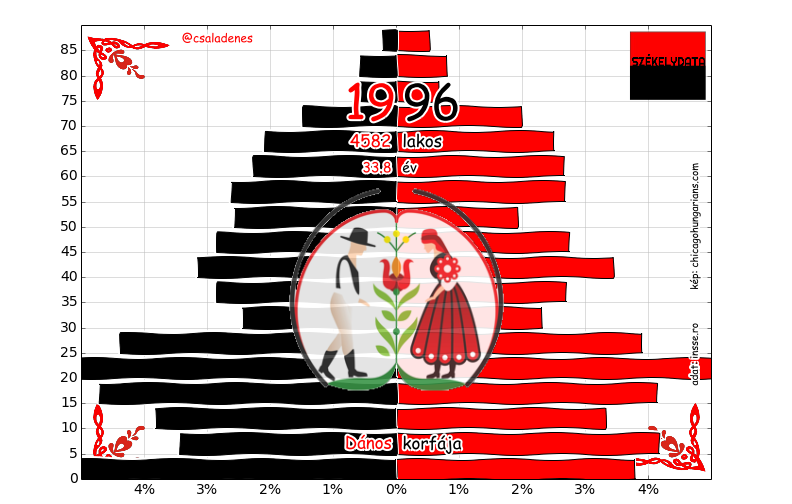 @csaladenes
SZÉKELYDATA
1996
4582 lakos
33.8 év
kép: chicagohungarians.com
adat: insse.ro
Dános korfája
85
80
75
70
65
60
55
50
45
40
35
30
25
20
15
10
5
0
4% 3% 2% 1% 0% 1% 2% 3% 4%